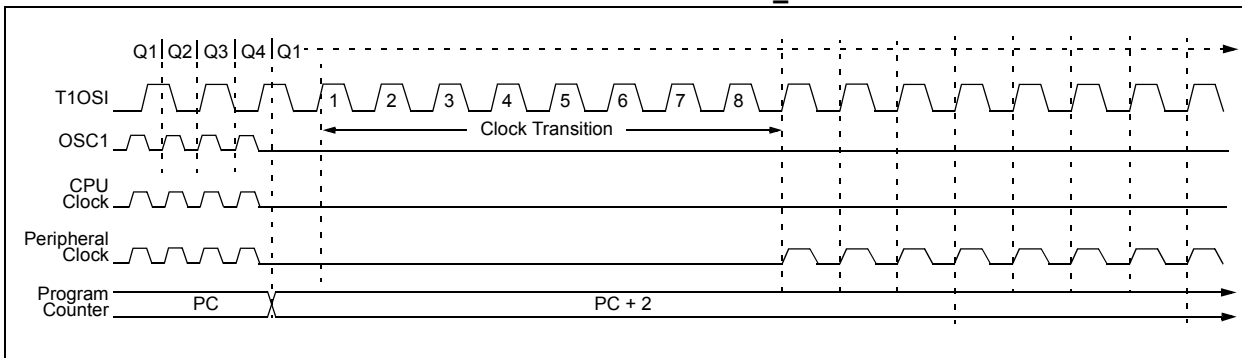 Q1 Q2 Q3 Q4 Q1
T1OSI
1 2 3 4 5 6 7 8
Clock Transition
OSC1
CPU
Clock
Peripheral
Clock
Program
Counter
PC
PC + 2